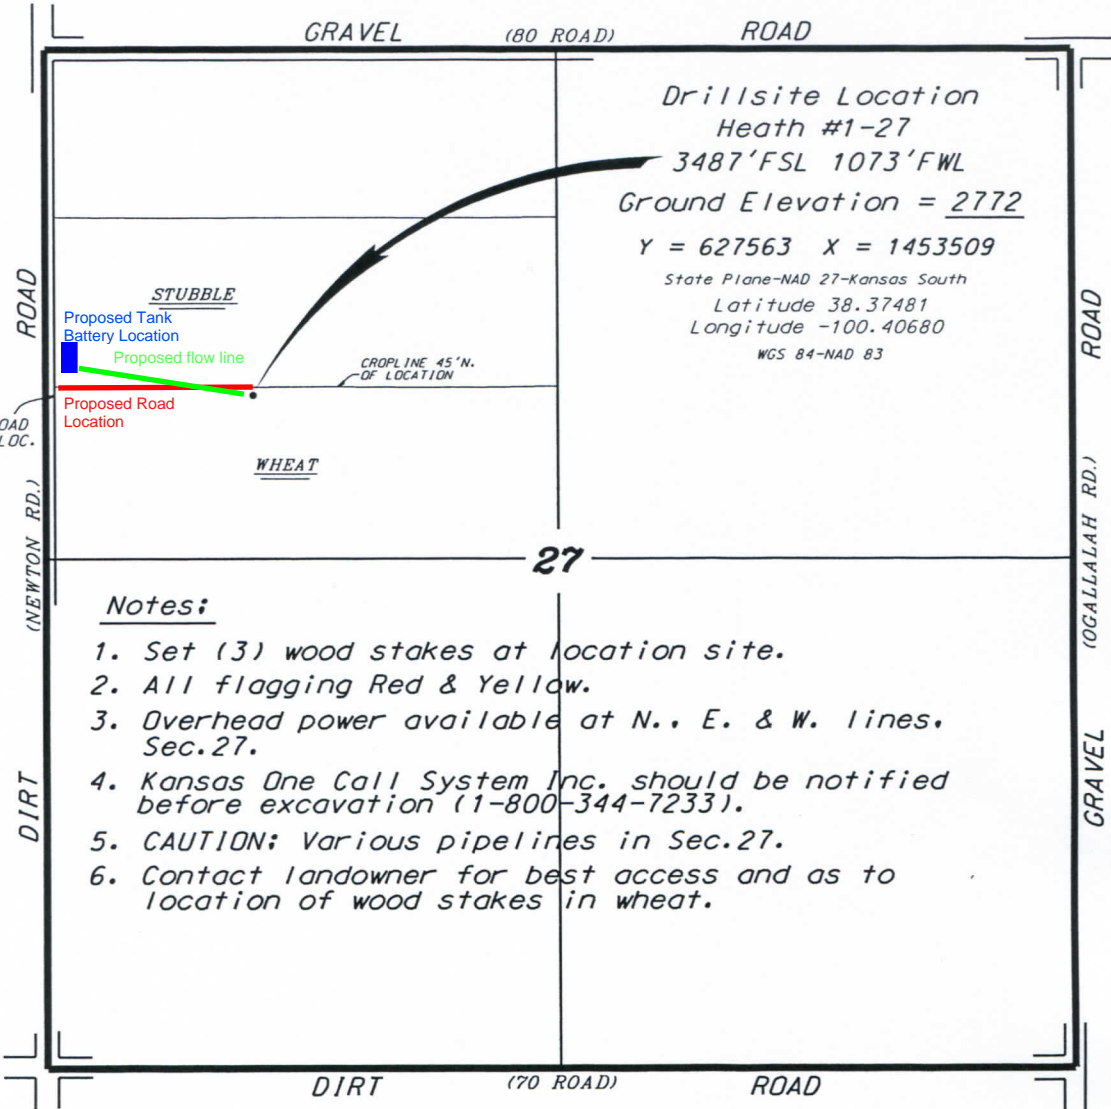 GRAVEL (80 ROAD) ROAD
Drillsite Location
Heath #1-27
3487'FSL 1073'FWL
Ground Elevation = 2772
Y = 627563 X = 1453509
State Plane-NAD 27-Kansas South
Latitude 38.37481
Longitude -100.40680
WGS 84-NAD 83
ROAD
STUBBLE
Proposed Tank
Battery Location
Proposed flow line
CROPLINE 45'N.
OF LOCATION
Proposed Road
Location
OAD
LOC.
WHEAT
(NEWTON RD.)
DIRT
ROAD
(OGALLALAH RD.)
GRAVEL
27
Notes:
1. Set (3) wood stakes at location site.
2. All flagging Red & Yellow.
3. Overhead power available at N., E. & W. lines,
Sec.27.
4. Kansas One Call System Inc. should be notified
before excavation (1-800-344-7233).
5. CAUTION: Various pipelines in Sec.27.
6. Contact landowner for best access and as to
location of wood stakes in wheat.
DIRT (70 ROAD) ROAD